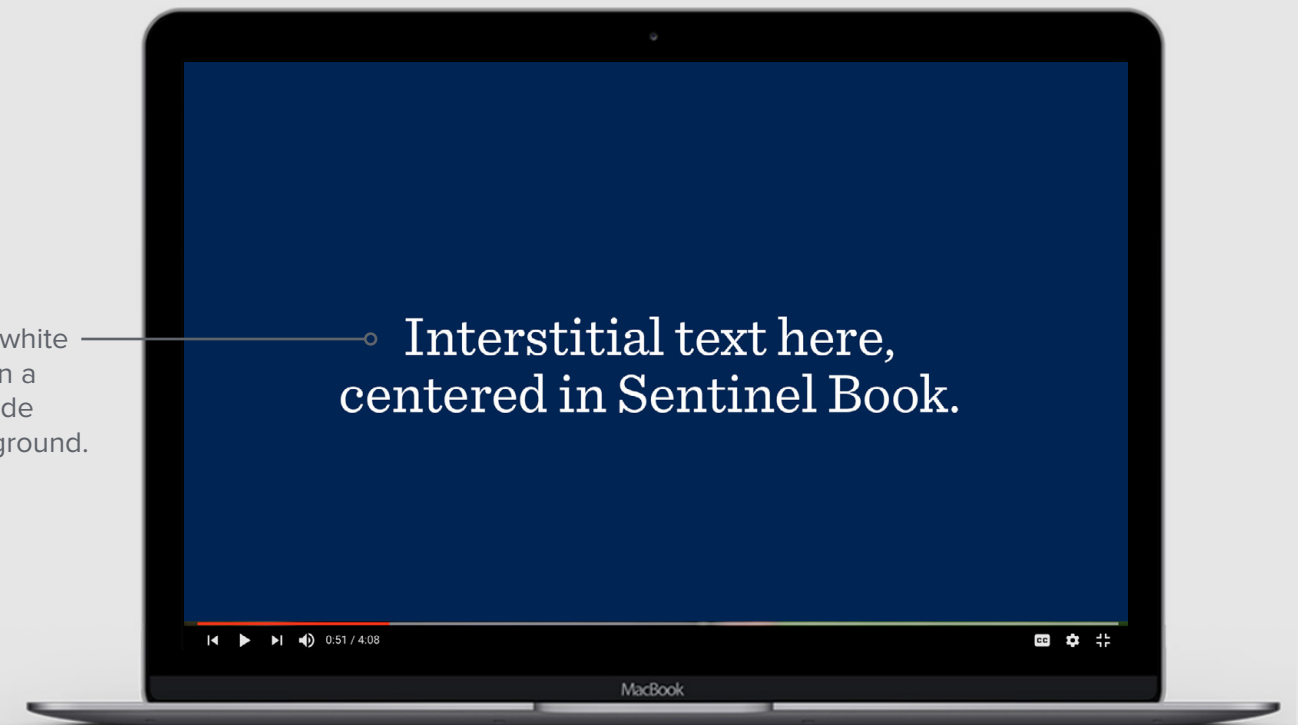 white
n a
de
ground.
Interstitial text here,
centered in Sentinel Book.
0:51 / 4:08
CC
MacBook